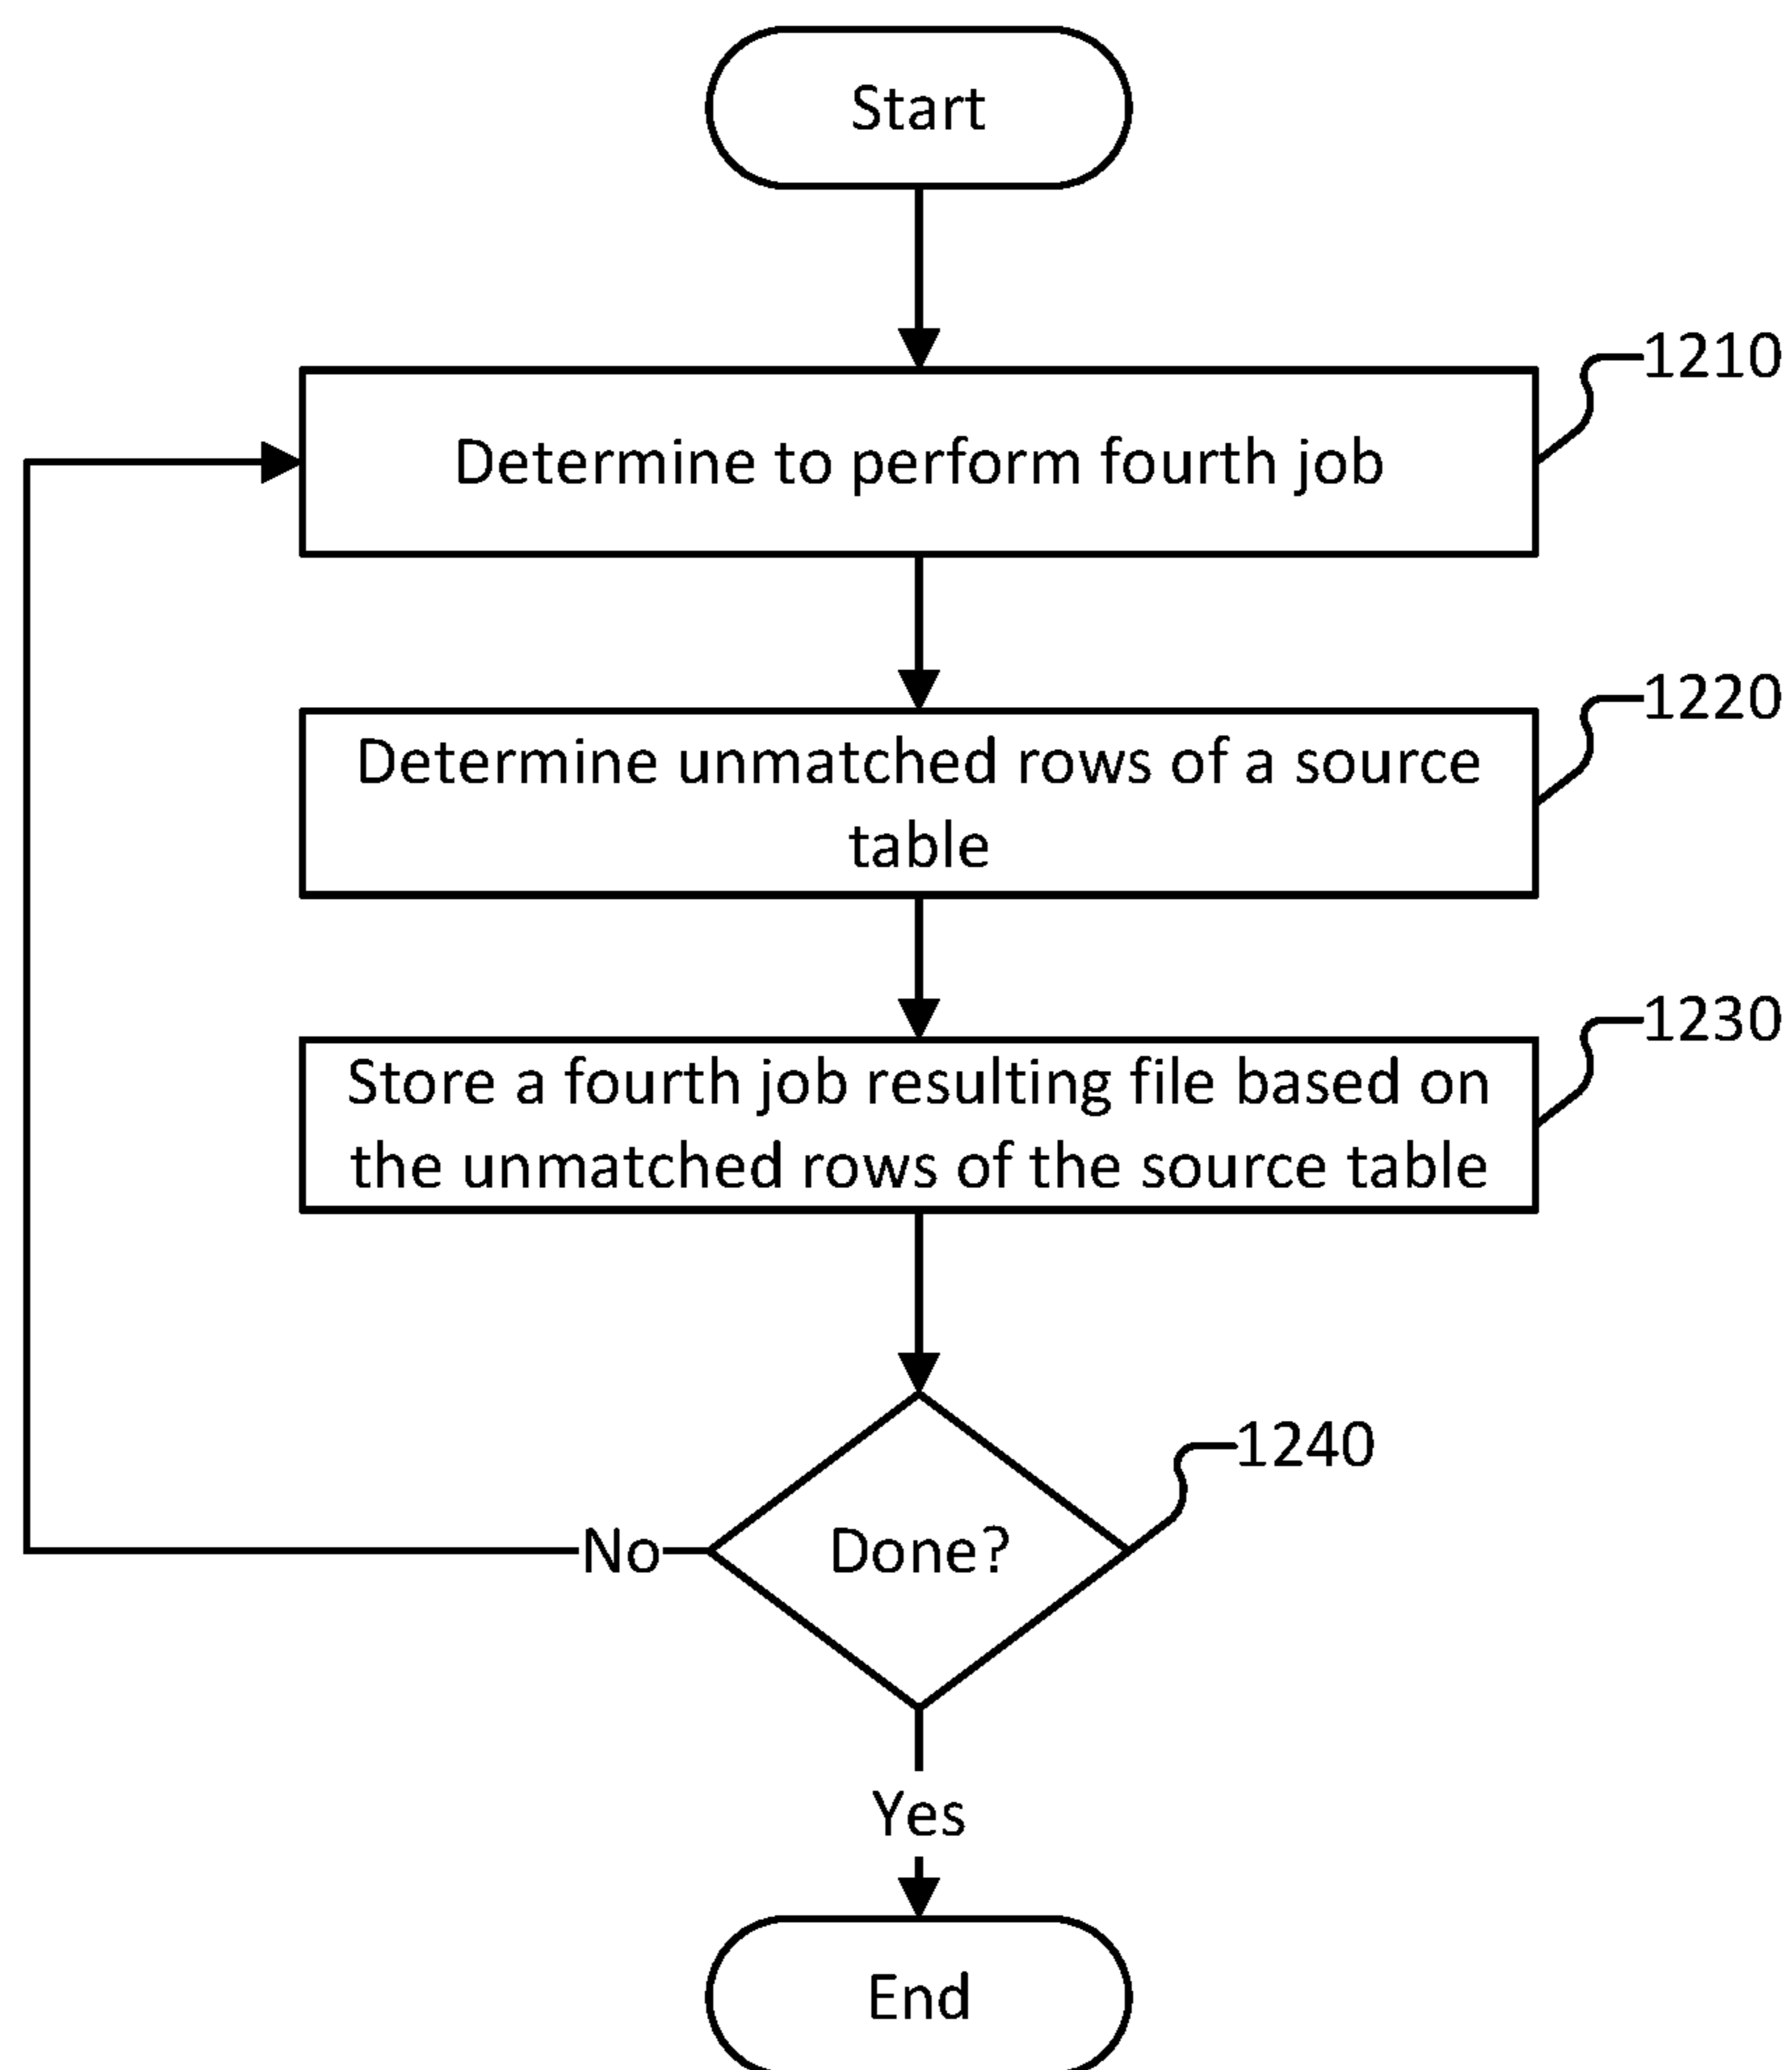 Start
1210
Determine to perform fourth job
1220
Determine unmatched rows of a source
table
1230
Store a fourth job resulting file based on
the unmatched rows of the source table
1240
No
Done?
Yes
End